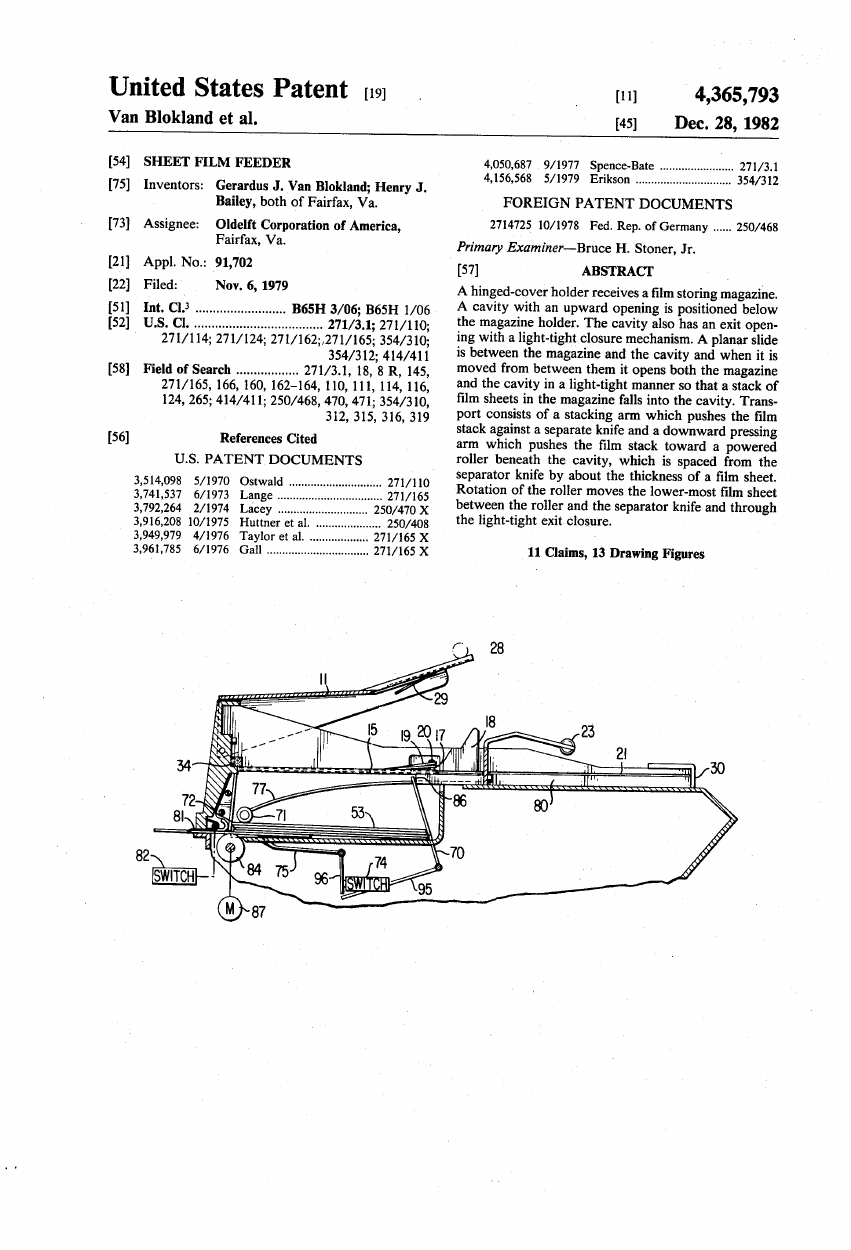 United States Patent [19]
[11] 4,365,793
Van Blokland et al.
[45] Dec. 28, 1982
[54] SHEET FILM FEEDER
[75] Inventors: Gerardus J. Van Blokland; Henry J.
Bailey, both of Fairfax, Va.
[73] Assignee: Oldelft Corporation of America,
Fairfax, Va.
[21] Appl. No.: 91,702
[22] Filed: Nov. 6, 1979
[51] Int. Cl.³ .......................... B65H 3/06; B65H 1/06
[52] U.S. Cl. .................................... 271/3.1; 271/110;
271/114; 271/124; 271/162; 271/165; 354/310;
354/312; 414/411
[58] Field of Search ................. 271/3.1, 18, 8 R, 145,
271/165, 166, 160, 162-164, 110, 111, 114, 116,
124, 265; 414/411; 250/468, 470, 471; 354/310,
312, 315, 316, 319
[56] References Cited
U.S. PATENT DOCUMENTS
3,514,098 5/1970 Ostwald .............................. 271/110
3,741,537 6/1973 Lange .................................. 271/165
3,792,264 2/1974 Lacey ............................. 250/470 X
3,916,208 10/1975 Huttner et al. ..................... 250/408
3,949,979 4/1976 Taylor et al. ................... 271/165 X
3,961,785 6/1976 Gall ................................. 271/165 X
4,050,687 9/1977 Spence-Bate ........................ 271/3.1
4,156,568 5/1979 Erikson ............................... 354/312
FOREIGN PATENT DOCUMENTS
2714725 10/1978 Fed. Rep. of Germany ...... 250/468
Primary Examiner—Bruce H. Stoner, Jr.
[57] ABSTRACT
A hinged-cover holder receives a film storing magazine.
A cavity with an upward opening is positioned below
the magazine holder. The cavity also has an exit open-
ing with a light-tight closure mechanism. A planar slide
is between the magazine and the cavity and when it is
moved from between them it opens both the magazine
and the cavity in a light-tight manner so that a stack of
film sheets in the magazine falls into the cavity. Trans-
port consists of a stacking arm which pushes the film
stack against a separate knife and a downward pressing
arm which pushes the film stack toward a powered
roller beneath the cavity, which is spaced from the
separator knife by about the thickness of a film sheet.
Rotation of the roller moves the lower-most film sheet
between the roller and the separator knife and through
the light-tight exit closure.
11 Claims, 13 Drawing Figures
28
11
29
15
19 20 17
18
23
21
30
34
77
72
81
71
53
86
80
82
SWITCH
84
75
96
74
SWITCH
70
95
M
87